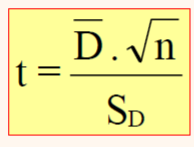 t = D̅ . √n / S_D